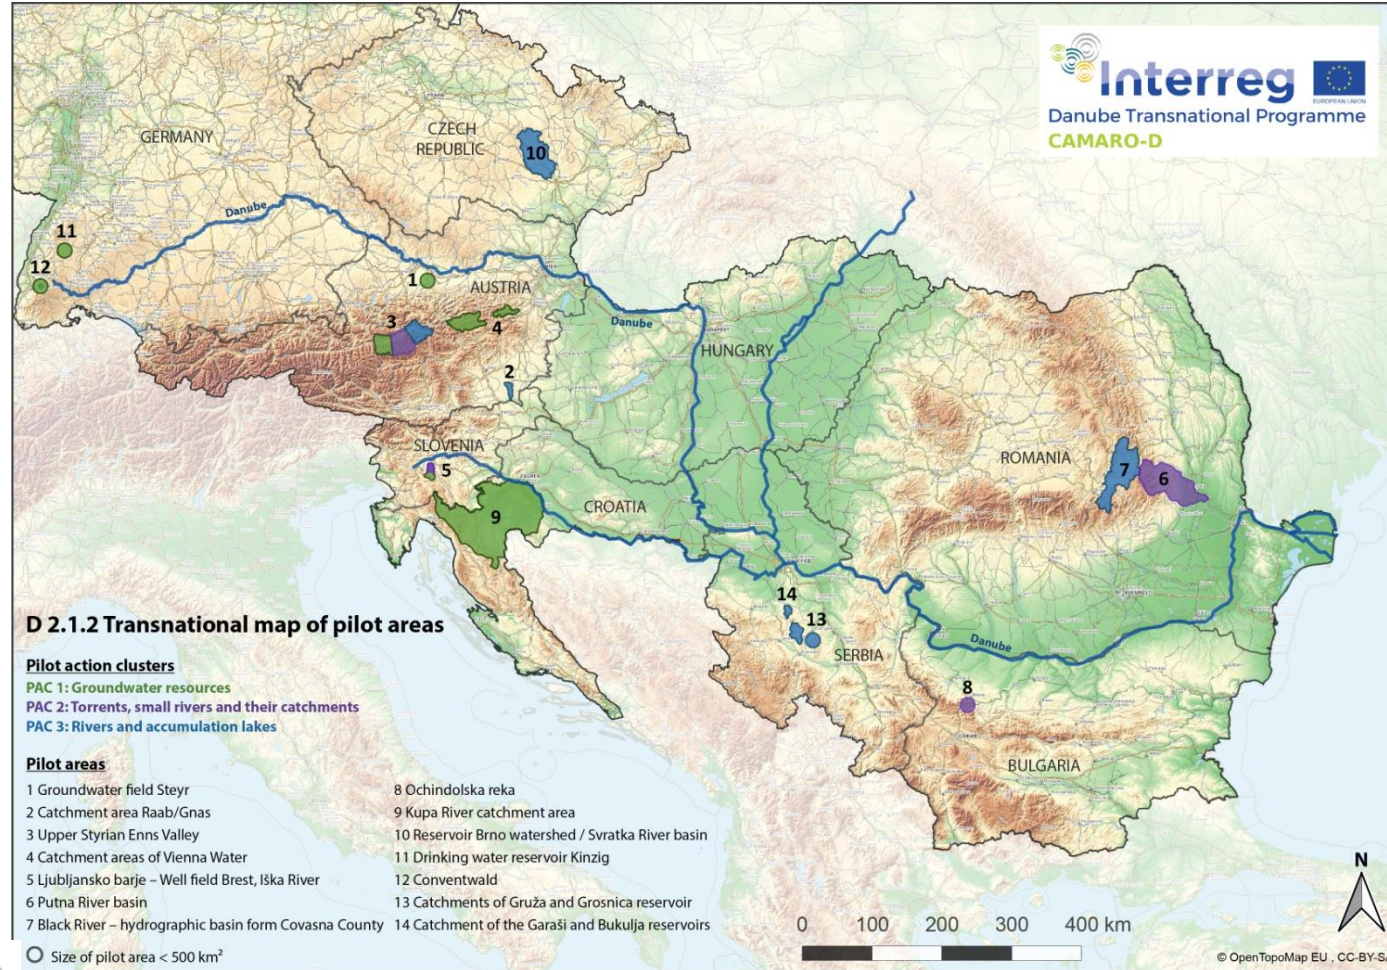 Interreg
EUROPEAN UNION
Danube Transnational Programme
CAMARO-D
GERMANY
CZECH
REPUBLIC
10
Danube
11
12
1
AUSTRIA
3
4
Danube
HUNGARY
2
SLOVENIA
5
ROMANIA
7
6
9
CROATIA
14
13
SERBIA
Danube
8
BULGARIA
D 2.1.2 Transnational map of pilot areas
Pilot action clusters
PAC 1: Groundwater resources
PAC 2: Torrents, small rivers and their catchments
PAC 3: Rivers and accumulation lakes
Pilot areas
1 Groundwater field Steyr
2 Catchment area Raab/Gnas
3 Upper Styrian Enns Valley
4 Catchment areas of Vienna Water
5 Ljubljansko barje – Well field Brest, Iška River
6 Putna River basin
7 Black River – hydrographic basin form Covasna County
8 Ochindolska reka
9 Kupa River catchment area
10 Reservoir Brno watershed / Svratka River basin
11 Drinking water reservoir Kinzig
12 Conventwald
13 Catchments of Gruža and Grosnica reservoir
14 Catchment of the Garaši and Bukulja reservoirs
Size of pilot area < 500 km²
0 100 200 300 400 km
N
© OpenTopoMap EU , CC-BY-S